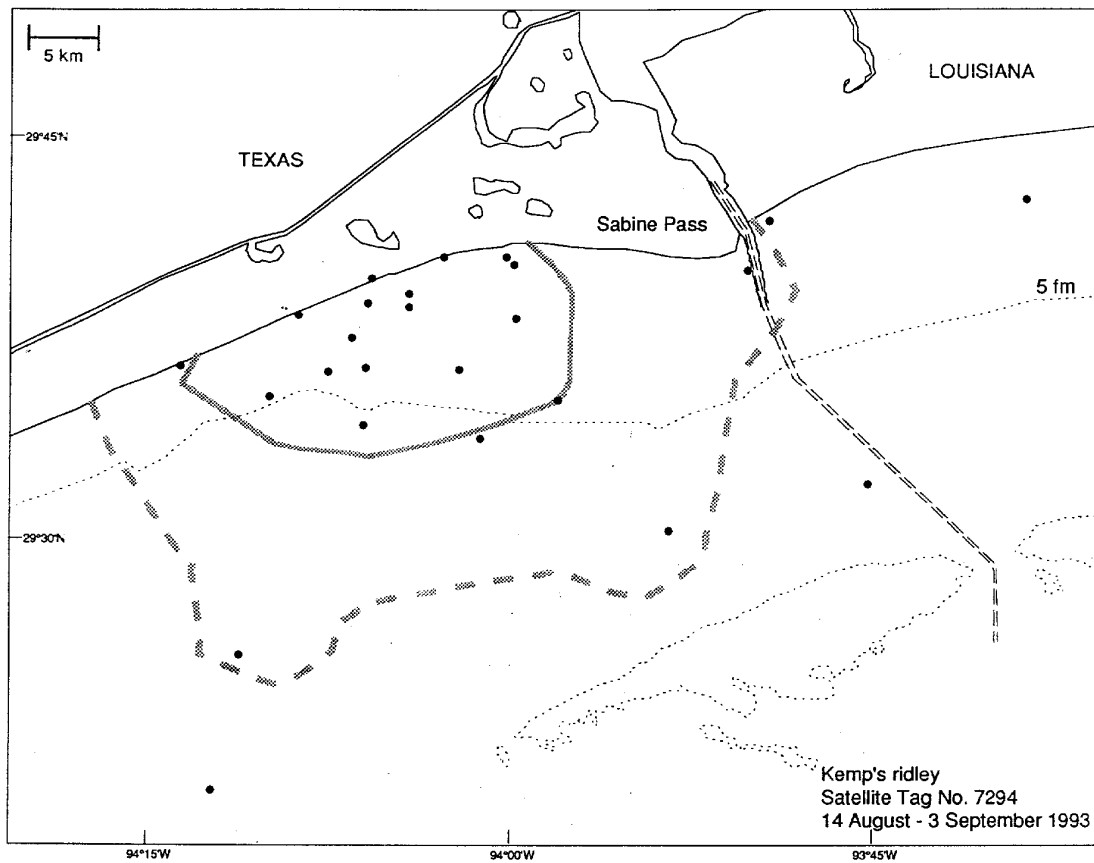 5 km
LOUISIANA
29°45'N
TEXAS
Sabine Pass
5 fm
29°30'N
Kemp's ridley
Satellite Tag No. 7294
14 August - 3 September 1993
94°15'W
94°00'W
93°45'W